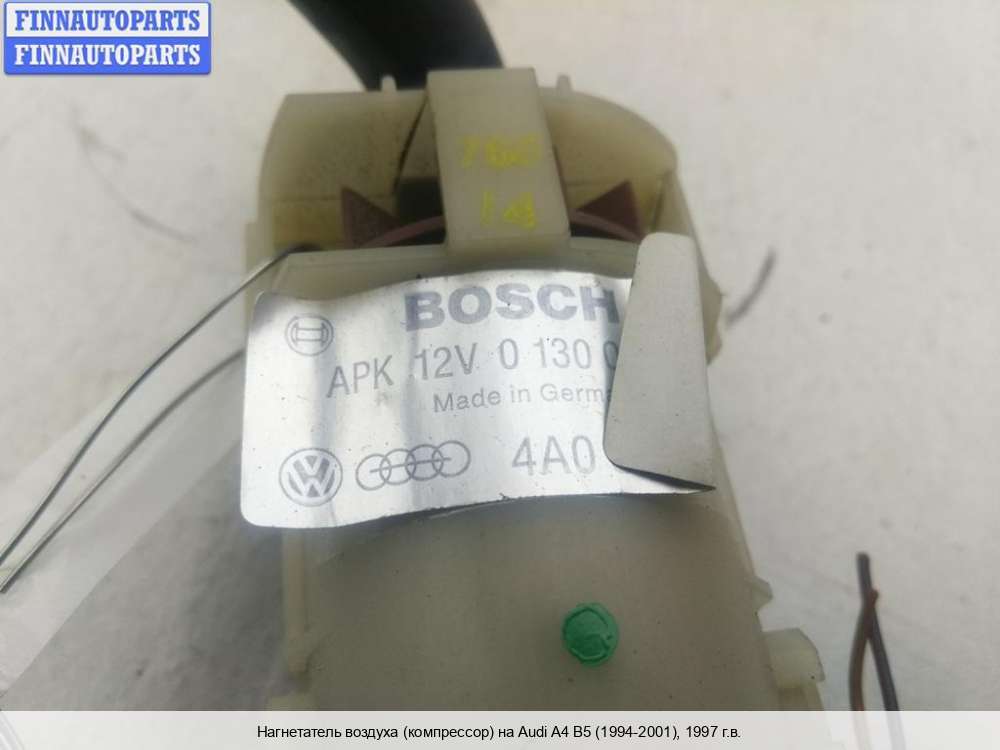 FINNAUTOPARTS
FINNAUTOPARTS
BOSCH
APK 12V 0 130
Made in Germa
VW
4A0
Нагнетатель воздуха (компрессор) на Audi A4 B5 (1994-2001), 1997 г.в.